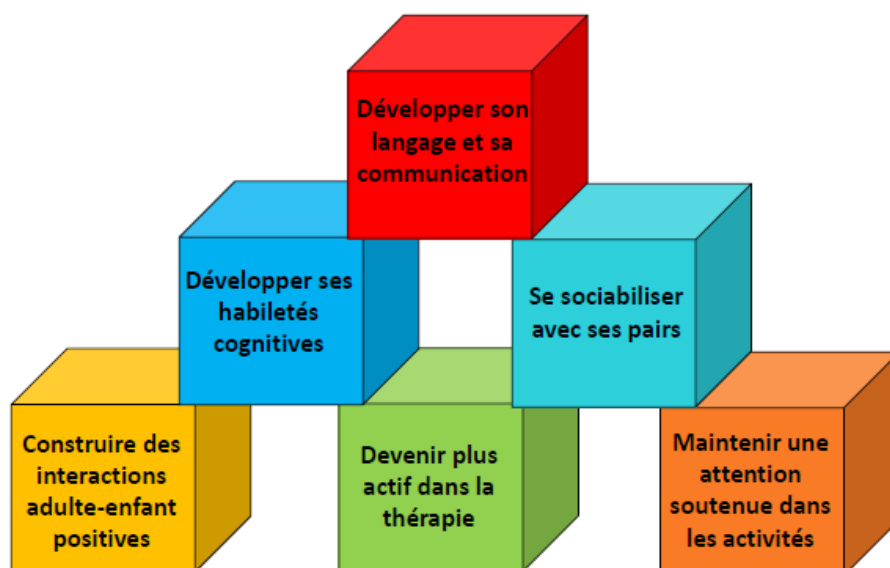 Développer son
langage et sa
communication
Développer ses
habiletés
cognitives
Se sociabiliser
avec ses pairs
Construire des
interactions
adulte-enfant
positives
Devenir plus
actif dans la
thérapie
Maintenir une
attention
soutenue dans
les activités